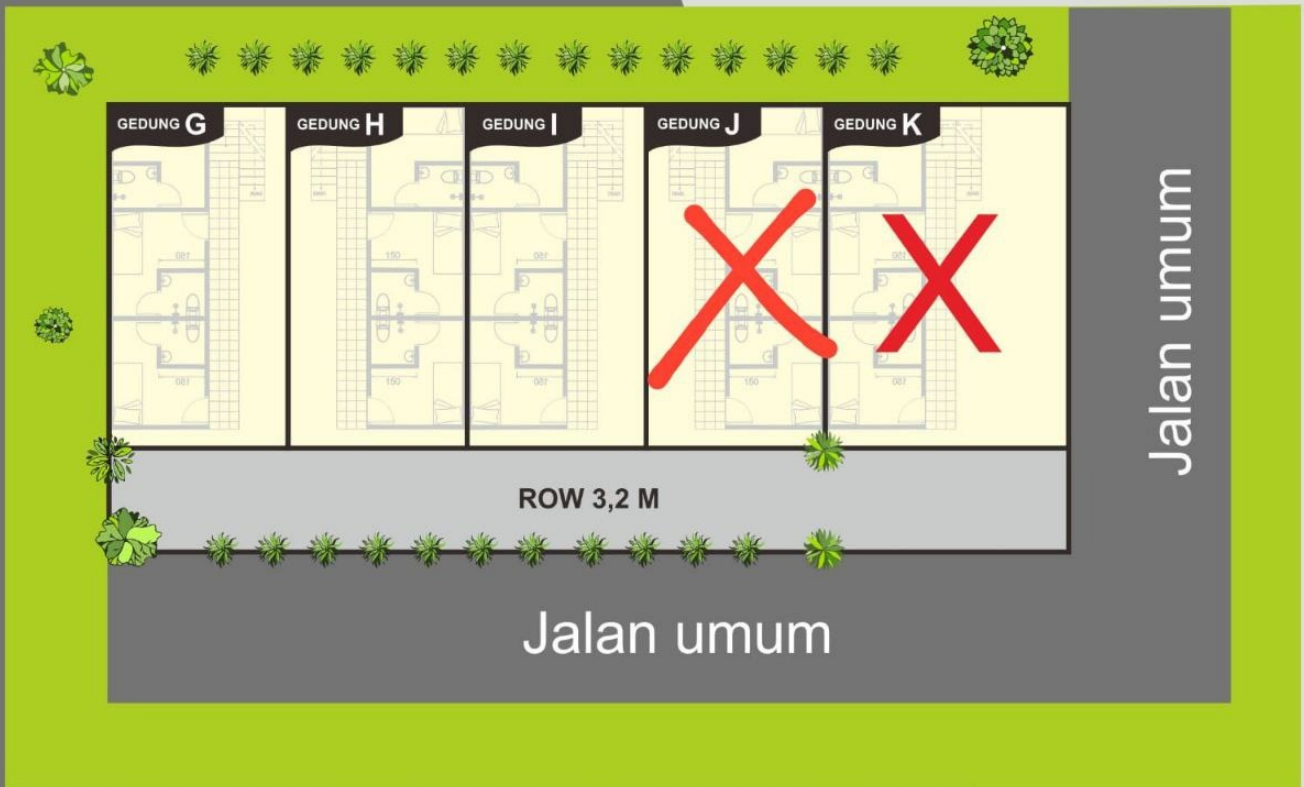 GEDUNG G
GEDUNG H
GEDUNG I
GEDUNG J
GEDUNG K
X
ROW 3,2 M
Jalan umum
Jalan umum